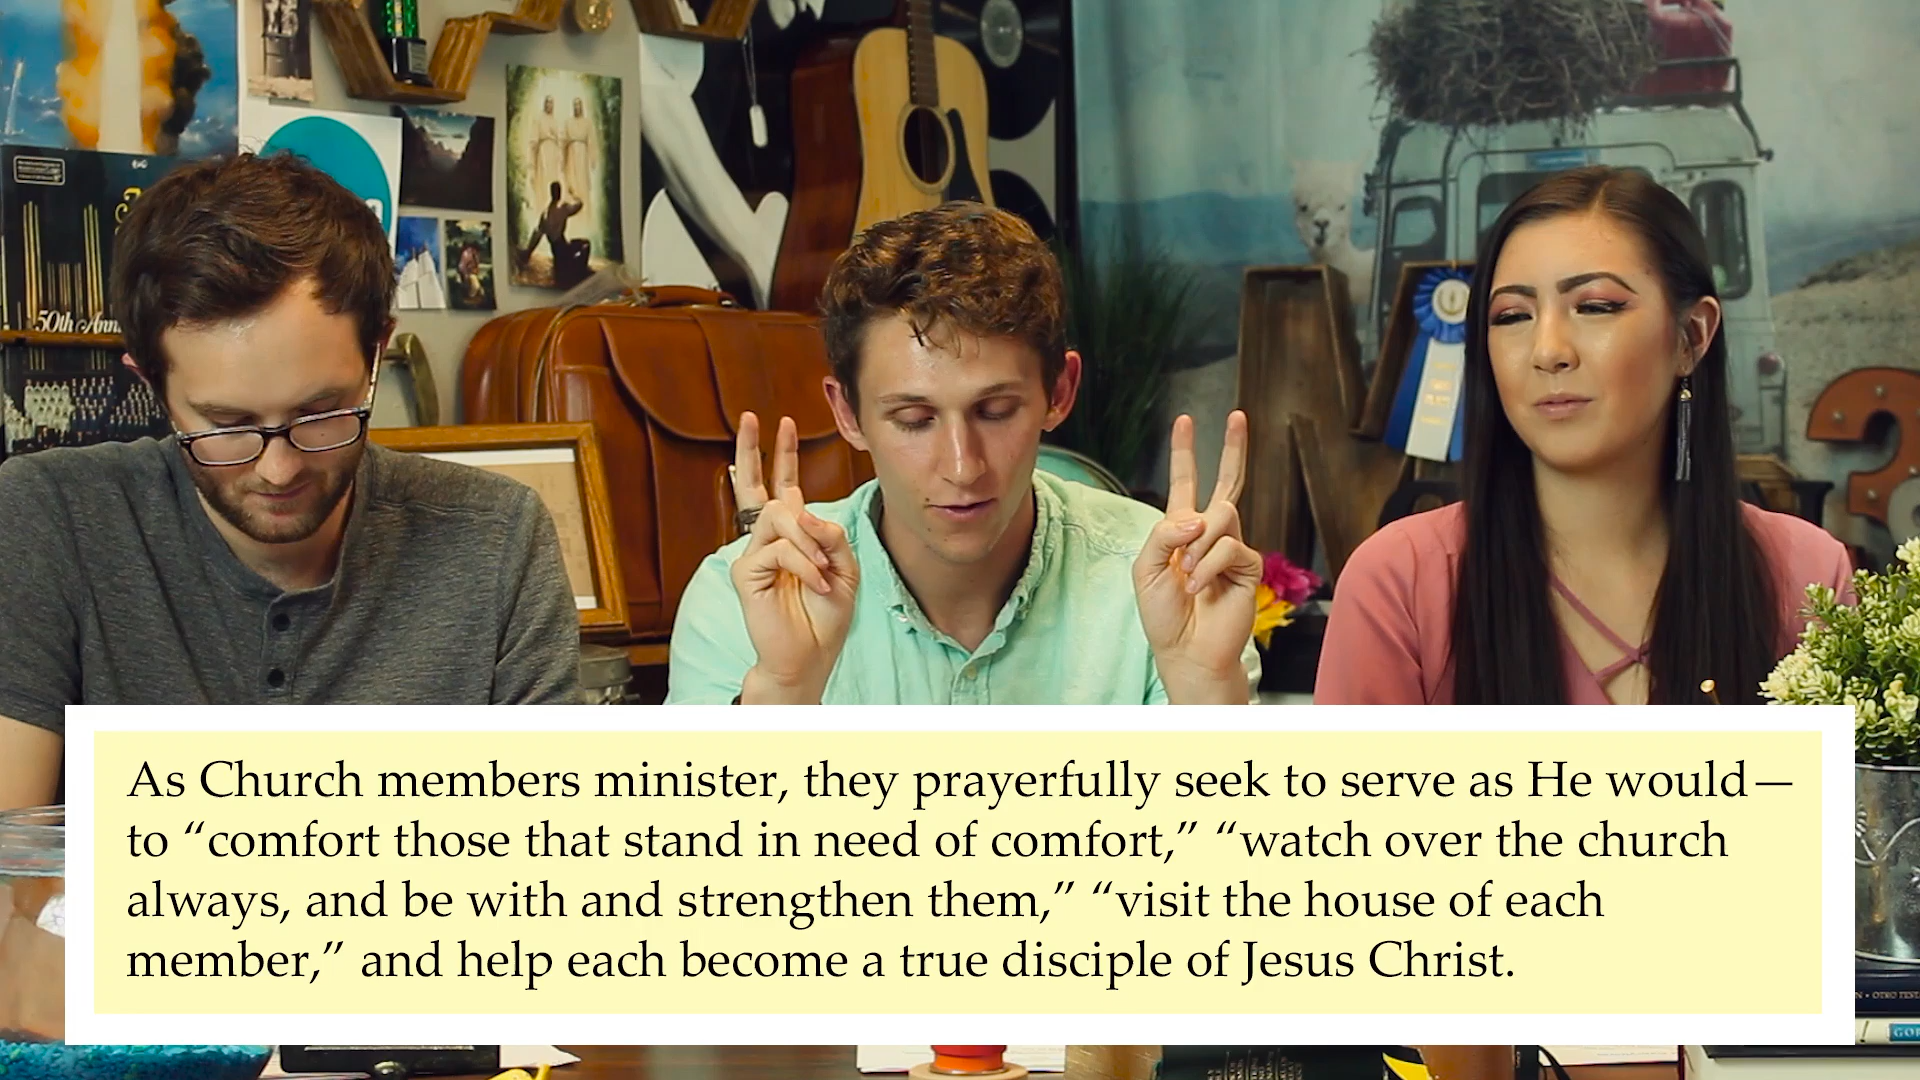 50th Ann
As Church members minister, they prayerfully seek to serve as He would—
to “comfort those that stand in need of comfort,” “watch over the church
always, and be with and strengthen them,” “visit the house of each
member,” and help each become a true disciple of Jesus Christ.